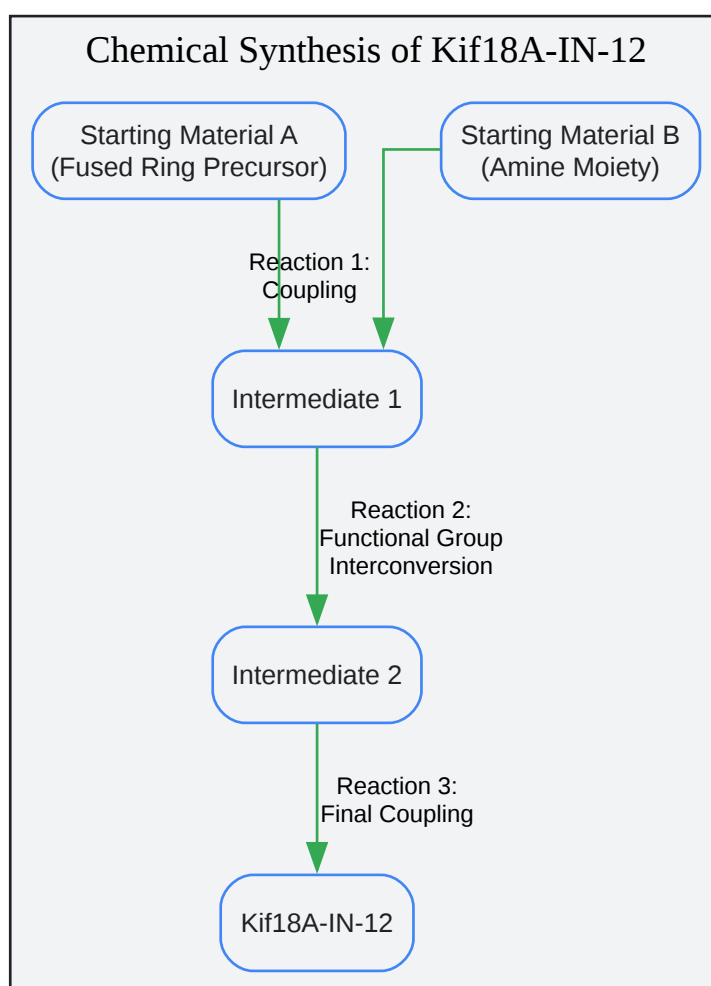 Chemical Synthesis of Kif18A-IN-12
Starting Material A
(Fused Ring Precursor)
Starting Material B
(Amine Moiety)
Reaction 1:
Coupling
Intermediate 1
Reaction 2:
Functional Group
Interconversion
Intermediate 2
Reaction 3:
Final Coupling
Kif18A-IN-12